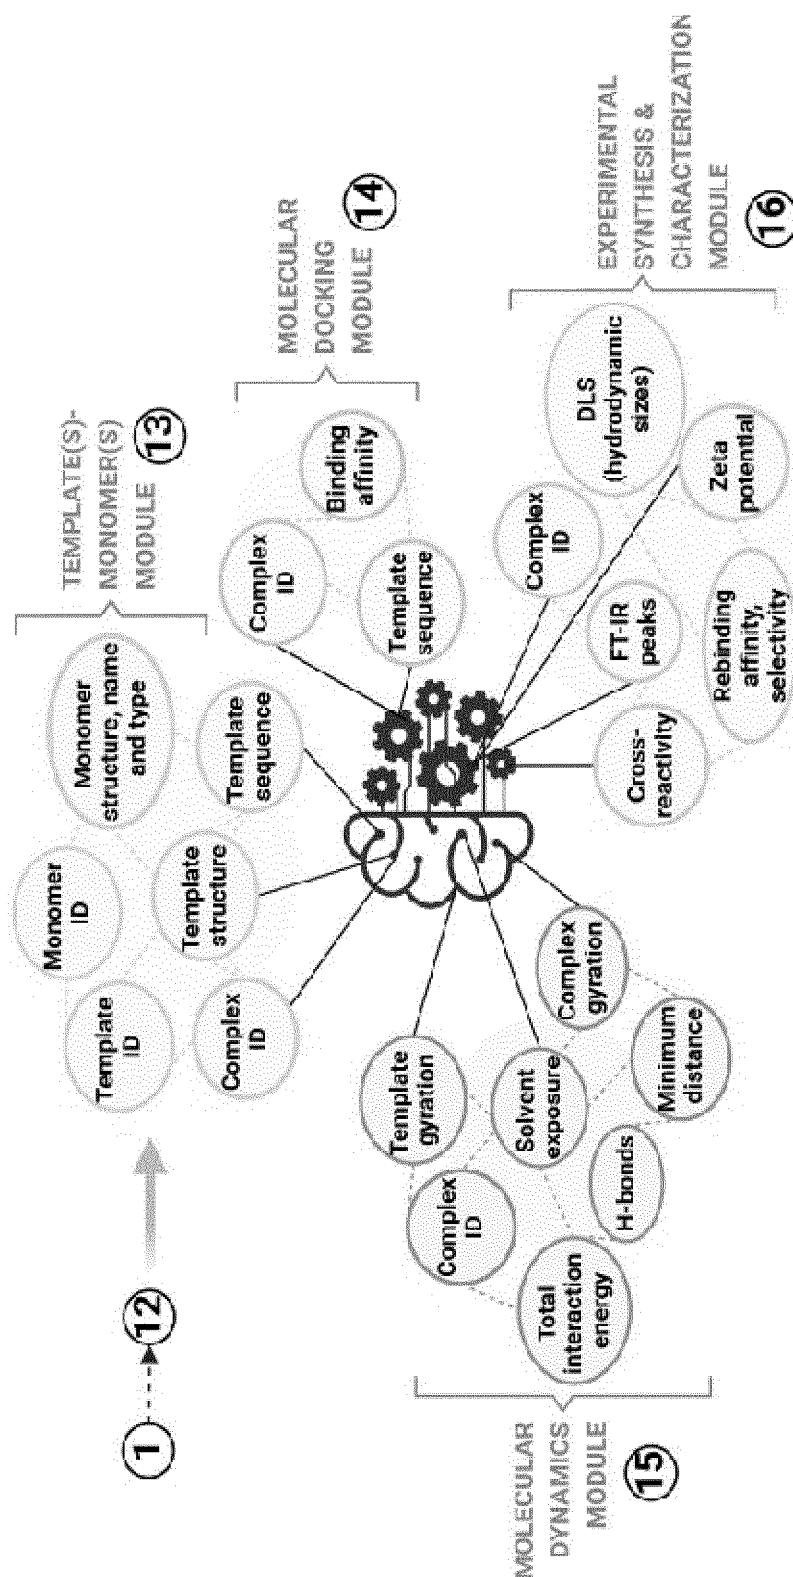 1
12
TEMPLATE(S)-
MONOMER(S)
MODULE
13
Template
ID
Monomer
ID
Monomer
structure, name
and type
Complex
ID
Template
structure
Template
sequence
MOLECULAR
DOCKING
MODULE
14
Complex
ID
Binding
affinity
Template
sequence
MOLECULAR
DYNAMICS
MODULE
15
Template
gyration
Complex
ID
Solvent
exposure
Complex
gyration
Total
interaction
energy
H-bonds
Minimum
distance
EXPERIMENTAL
SYNTHESIS &
CHARACTERIZATION
MODULE
16
Complex
ID
DLS
(hydrodynamic
sizes)
FT-IR
peaks
Zeta
potential
Cross-
reactivity
Rebinding
affinity,
selectivity